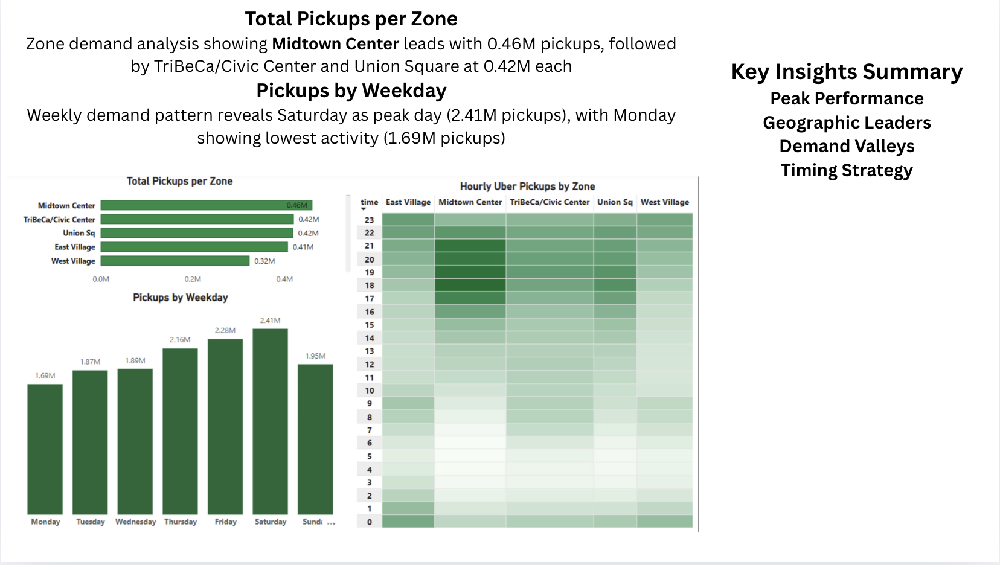 Total Pickups per Zone
Zone demand analysis showing Midtown Center leads with 0.46M pickups, followed
by TriBeCa/Civic Center and Union Square at 0.42M each
Pickups by Weekday
Weekly demand pattern reveals Saturday as peak day (2.41M pickups), with Monday
showing lowest activity (1.69M pickups)
Key Insights Summary
Peak Performance
Geographic Leaders
Demand Valleys
Timing Strategy
Total Pickups per Zone
Midtown Center 0.46M
TriBeCa/Civic Center 0.42M
Union Sq 0.42M
East Village 0.41M
West Village 0.32M
0.0M 0.2M 0.4M
Pickups by Weekday
1.69M 1.87M 1.89M 2.16M 2.28M 2.41M 1.95M
Monday Tuesday Wednesday Thursday Friday Saturday Sunda ...
Hourly Uber Pickups by Zone
time East Village Midtown Center TriBeCa/Civic Center Union Sq West Village
23
22
21
20
19
18
17
16
15
14
13
12
11
10
9
8
7
6
5
4
3
2
1
0